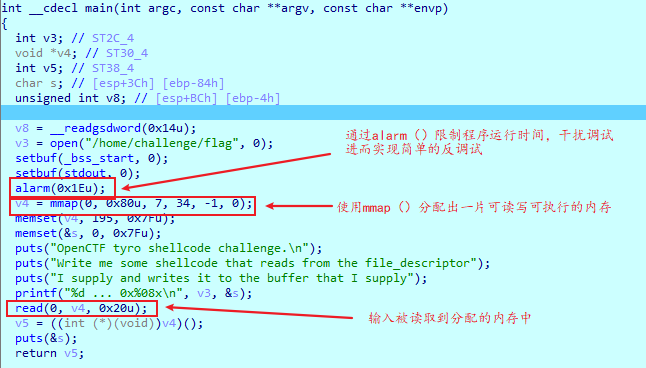 int __cdecl main(int argc, const char **argv, const char **envp)
{
int v3; // ST2C_4
void *v4; // ST30_4
int v5; // ST38_4
char s; // [esp+3Ch] [ebp-84h]
unsigned int v8; // [esp+BCh] [ebp-4h]
v8 = __readgsdword(0x14u);
v3 = open("/home/challenge/flag", 0);
setbuf(_bss_start, 0);
setbuf(stdout, 0);
alarm(0x1Eu);
v4 = mmap(0, 0x80u, 7, 34, -1, 0);
memset(v4, 195, 0x7Fu);
memset(&s, 0, 0x7Fu);
puts("OpenCTF tyro shellcode challenge.\n");
puts("Write me some shellcode that reads from the file_descriptor");
puts("I supply and writes it to the buffer that I supply");
printf("%d ... 0x%08x\n", v3, &s);
read(0, v4, 0x20u);
v5 = ((int (*)(void))v4)();
puts(&s);
return v5;
通过alarm（）限制程序运行时间，干扰调试
进而实现简单的反调试
使用mmap（）分配出一片可读写可执行的内存
输入被读取到分配的内存中